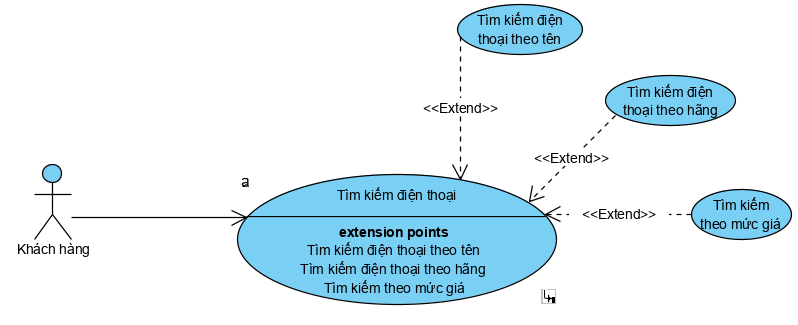 Tìm kiếm điện
thoại theo tên
<<Extend>>
Tìm kiếm điện
thoại theo hãng
<<Extend>>
a
Tìm kiếm điện thoại
<<Extend>>
Tìm kiếm
theo mức giá
Khách hàng
extension points
Tìm kiếm điện thoại theo tên
Tìm kiếm điện thoại theo hãng
Tìm kiếm theo mức giá